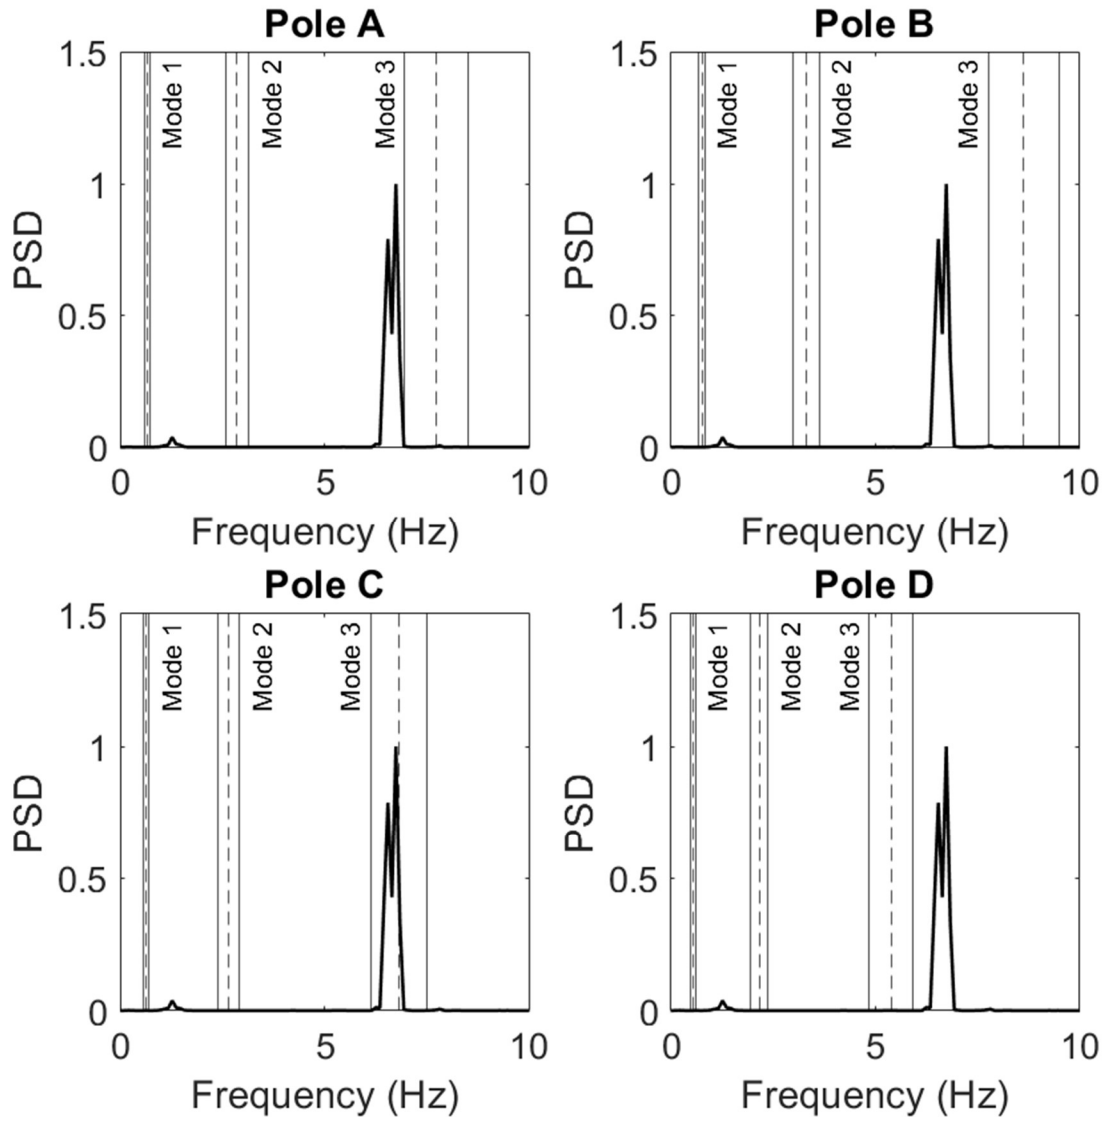 Pole A
1.5
1
0.5
0
PSD
Mode 1
Mode 2
Mode 3
0 5 10
Frequency (Hz)
Pole B
1.5
1
0.5
0
PSD
Mode 1
Mode 2
Mode 3
0 5 10
Frequency (Hz)
Pole C
1.5
1
0.5
0
PSD
Mode 1
Mode 2
Mode 3
0 5 10
Frequency (Hz)
Pole D
1.5
1
0.5
0
PSD
Mode 1
Mode 2
Mode 3
0 5 10
Frequency (Hz)